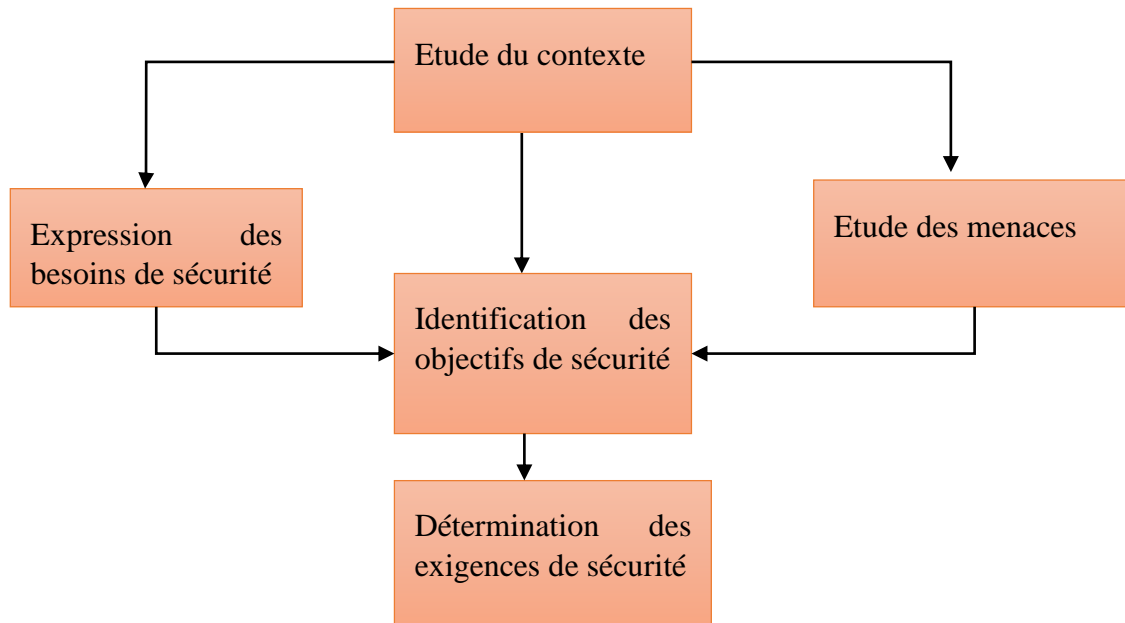 Etude du contexte
Expression des
besoins de sécurité
Etude des menaces
Identification des
objectifs de sécurité
Détermination des
exigences de sécurité